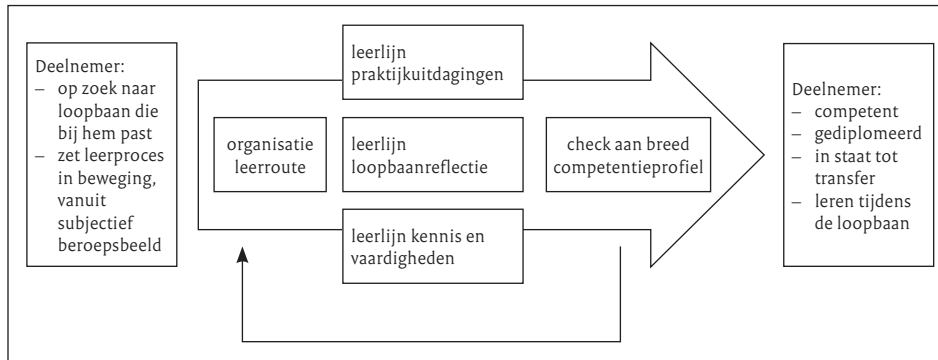 Deelnemer:
– op zoek naar
loopbaan die
bij hem past
– zet leerproces
in beweging,
vanuit
subjectief
beroepsbeeld
organisatie
leerroute
leerlijn
praktijkuitdagingen
leerlijn
loopbaanreflectie
leerlijn kennis en
vaardigheden
check aan breed
competentieprofiel
Deelnemer:
– competent
– gediplomeerd
– in staat tot
transfer
– leren tijdens
de loopbaan